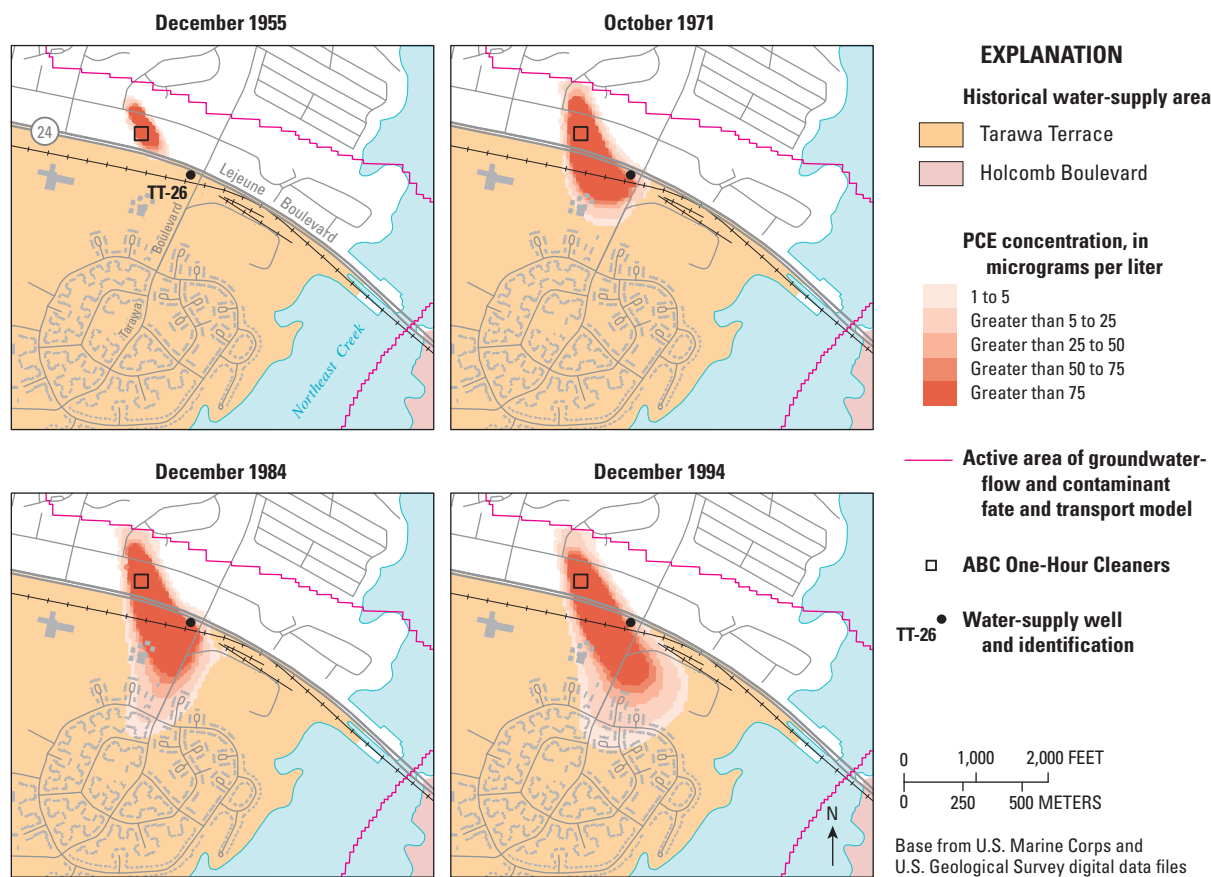 December 1955
October 1971
24
TT-26
Lejeune
Boulevard
Boulevard
Tarawa
Northeast Creek
December 1984
December 1994
N
EXPLANATION
Historical water-supply area
Tarawa Terrace
Holcomb Boulevard
PCE concentration, in
micrograms per liter
1 to 5
Greater than 5 to 25
Greater than 25 to 50
Greater than 50 to 75
Greater than 75
Active area of groundwater-
flow and contaminant
fate and transport model
ABC One-Hour Cleaners
TT-26
Water-supply well
and identification
0 1,000 2,000 FEET
0 250 500 METERS
Base from U.S. Marine Corps and
U.S. Geological Survey digital data files